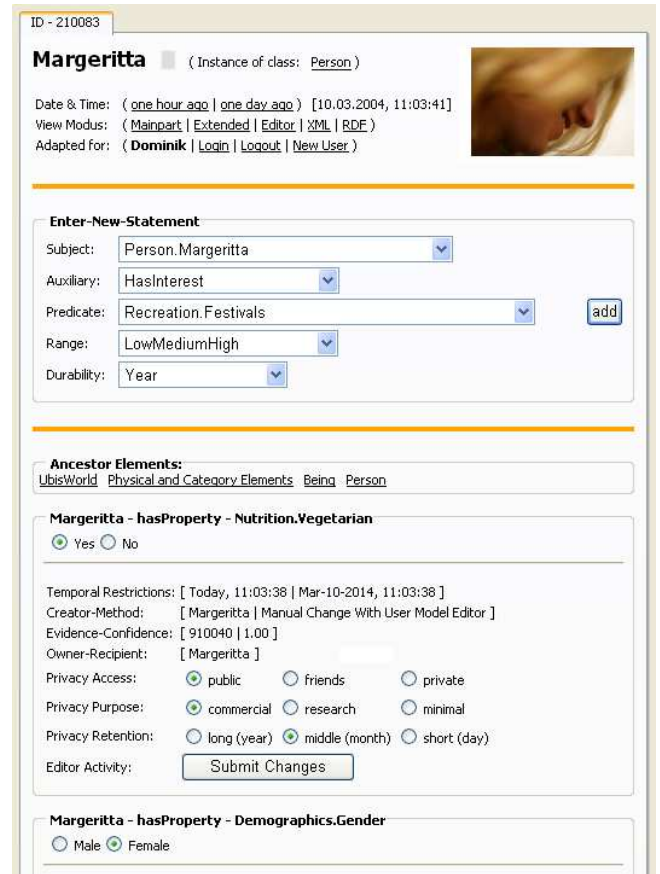 ID - 210083
Margeritta ( Instance of class: Person )
Date & Time: ( one hour ago | one day ago ) [10.03.2004, 11:03:41]
View Modus: ( Mainpart | Extended | Editor | XML | RDF )
Adapted for: ( Dominik | Login | Logout | New User )
Enter-New-Statement
Subject: Person.Margeritta
Auxiliary: HasInterest
Predicate: Recreation.Festivals add
Range: LowMediumHigh
Durability: Year
Ancestor Elements:
UbisWorld Physical and Category Elements Being Person
Margeritta - hasProperty - Nutrition.Vegetarian
Yes No
Temporal Restrictions: [ Today, 11:03:38 | Mar-10-2014, 11:03:38 ]
Creator-Method: [ Margeritta | Manual Change With User Model Editor ]
Evidence-Confidence: [ 910040 | 1.00 ]
Owner-Recipient: [ Margeritta ]
Privacy Access: public friends private
Privacy Purpose: commercial research minimal
Privacy Retention: long (year) middle (month) short (day)
Editor Activity: Submit Changes
Margeritta - hasProperty - Demographics.Gender
Male Female